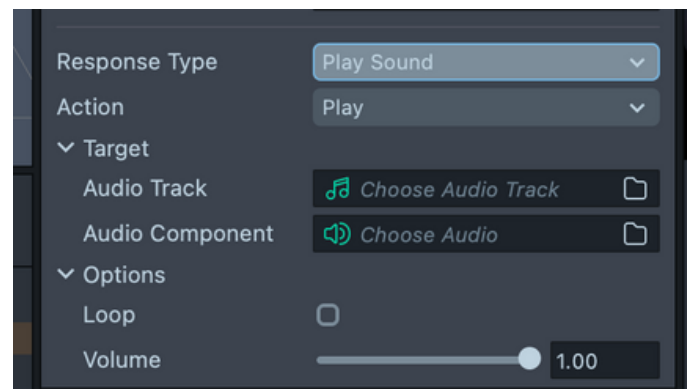 Response Type Play Sound
Action Play
Target
Audio Track Choose Audio Track
Audio Component Choose Audio
Options
Loop
Volume 1.00